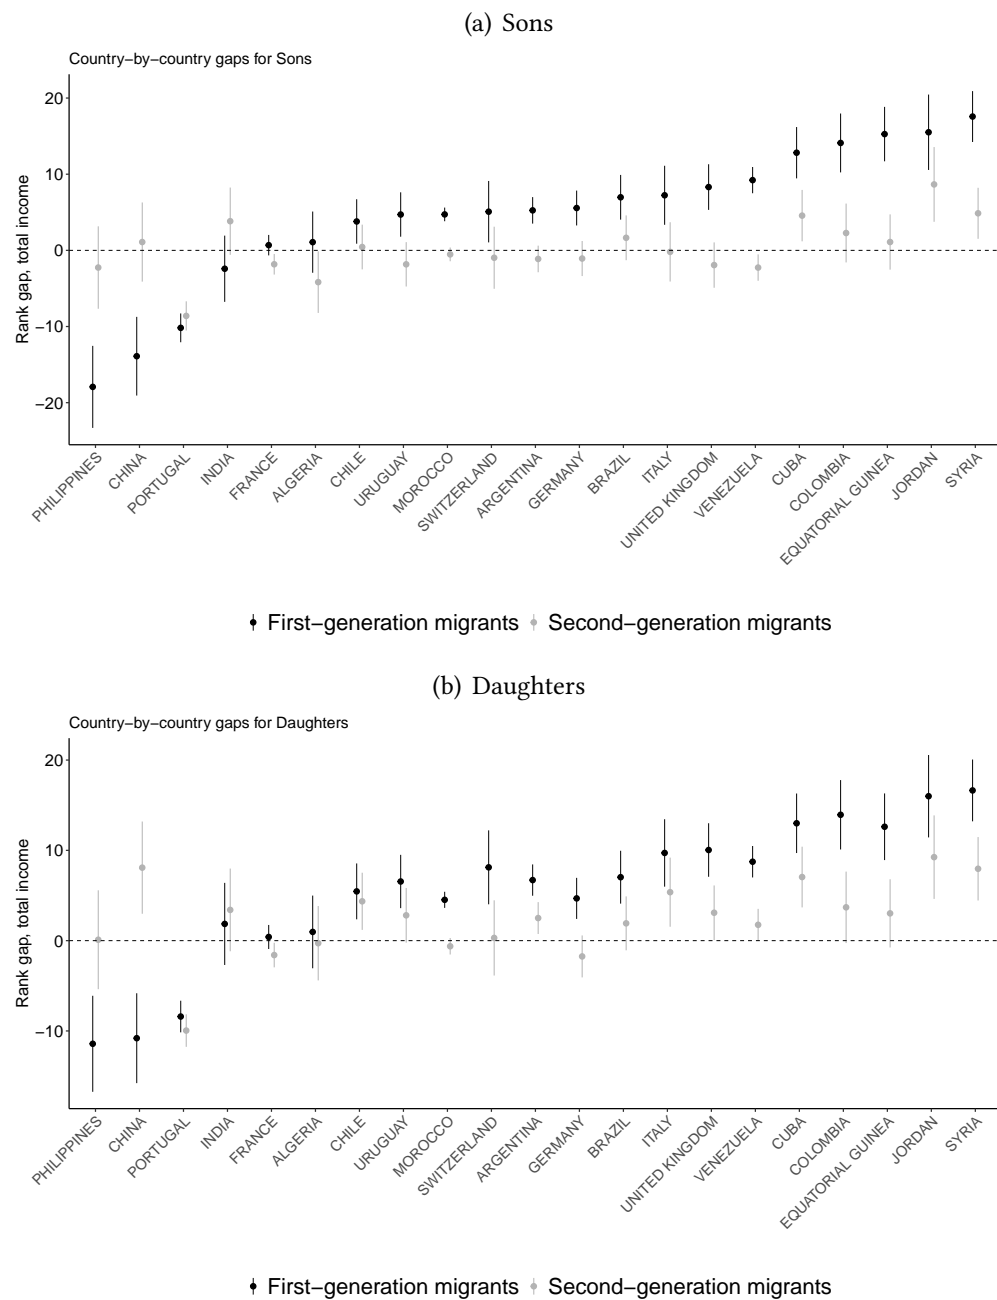 (a) Sons
Country−by−country gaps for Sons
Rank gap, total income
20
10
0
−10
−20
PHILIPPINES
CHINA
PORTUGAL
INDIA
FRANCE
ALGERIA
CHILE
URUGUAY
MOROCCO
SWITZERLAND
ARGENTINA
GERMANY
BRAZIL
ITALY
UNITED KINGDOM
VENEZUELA
CUBA
COLOMBIA
EQUATORIAL GUINEA
JORDAN
SYRIA
First−generation migrants Second−generation migrants
(b) Daughters
Country−by−country gaps for Daughters
Rank gap, total income
20
10
0
−10
PHILIPPINES
CHINA
PORTUGAL
INDIA
FRANCE
ALGERIA
CHILE
URUGUAY
MOROCCO
SWITZERLAND
ARGENTINA
GERMANY
BRAZIL
ITALY
UNITED KINGDOM
VENEZUELA
CUBA
COLOMBIA
EQUATORIAL GUINEA
JORDAN
SYRIA
First−generation migrants Second−generation migrants